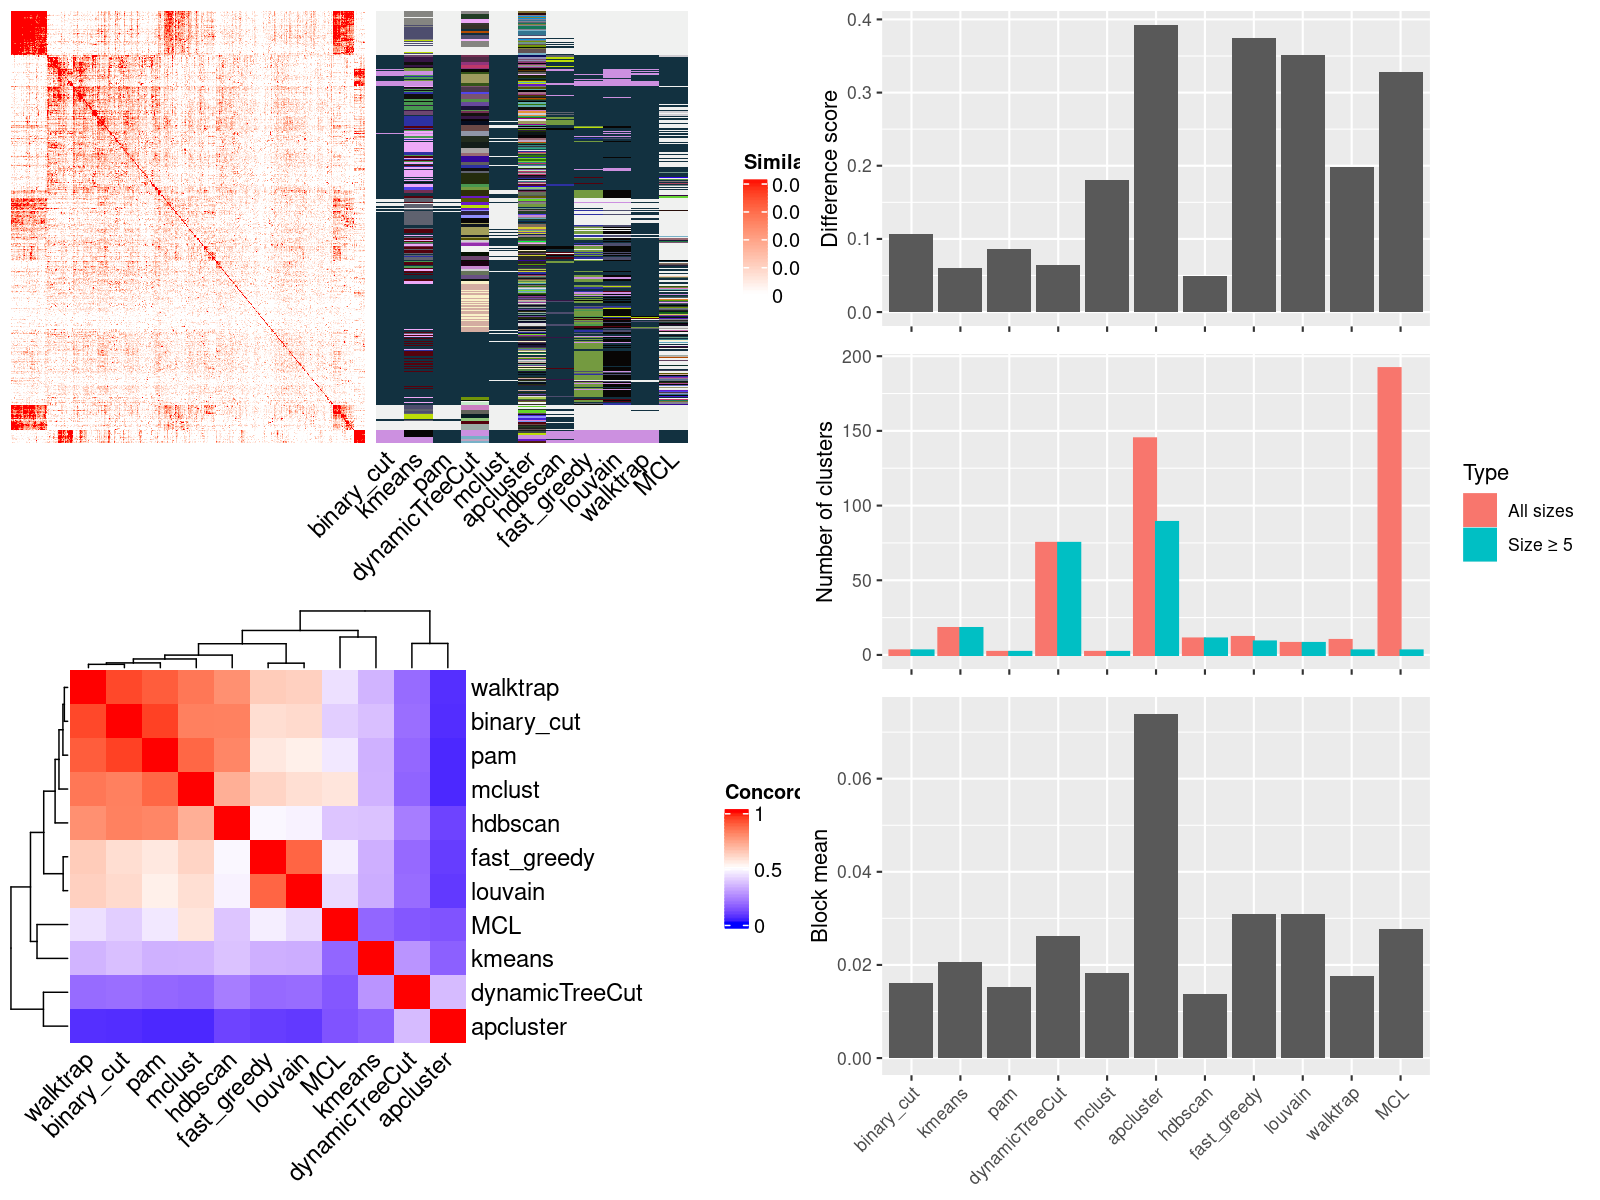 Simila
0.0
0.0
0.0
0.0
0
binary_cut
kmeans
pam
dynamicTreeCut
mclust
apcluster
hdbscan
fast_greedy
louvain
walktrap
MCL
walktrap
binary_cut
pam
mclust
hdbscan
fast_greedy
louvain
MCL
kmeans
dynamicTreeCut
apcluster
walktrap
binary_cut
pam
mclust
hdbscan
fast_greedy
louvain
MCL
kmeans
dynamicTreeCut
apcluster
Concord
1
0.5
0
Difference score
0.4
0.3
0.2
0.1
0.0
Number of clusters
200
150
100
50
0
Type
All sizes
Size ≥ 5
Block mean
0.06
0.04
0.02
0.00
binary_cut
kmeans
pam
dynamicTreeCut
mclust
apcluster
hdbscan
fast_greedy
louvain
walktrap
MCL